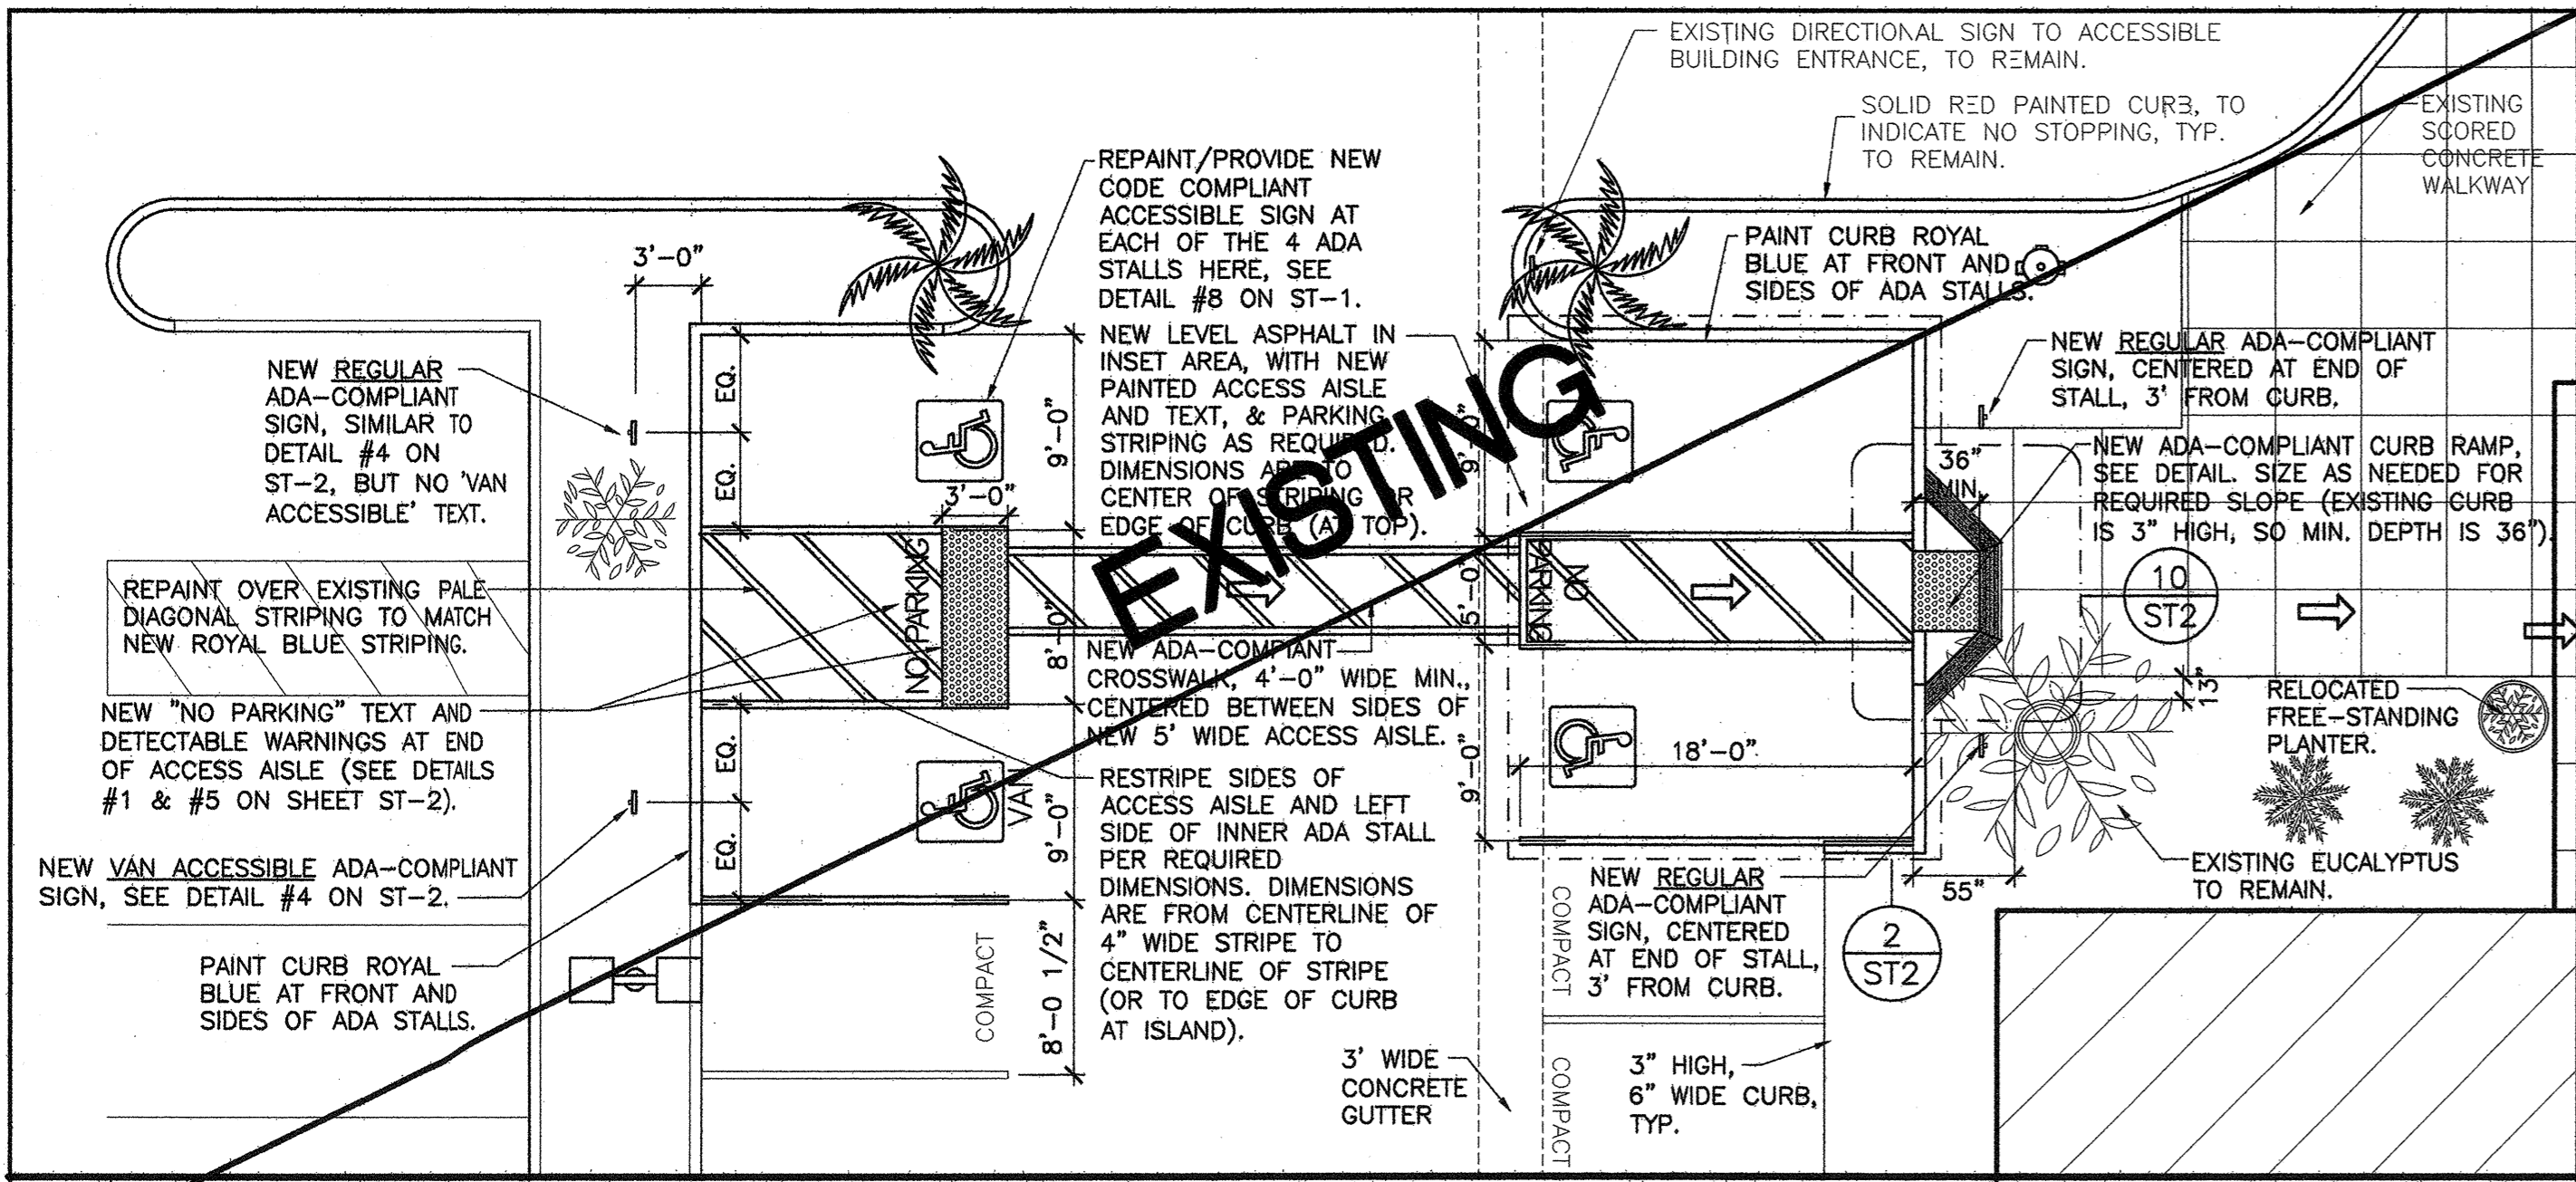 EXISTING DIRECTIONAL SIGN TO ACCESSIBLE
BUILDING ENTRANCE, TO REMAIN.
SOLID RED PAINTED CURB, TO
INDICATE NO STOPPING, TYP.
TO REMAIN.
EXISTING
SCORED
CONCRETE
WALKWAY
REPAINT/PROVIDE NEW
CODE COMPLIANT
ACCESSIBLE SIGN AT
EACH OF THE 4 ADA
STALLS HERE, SEE
DETAIL #8 ON ST-1.
PAINT CURB ROYAL
BLUE AT FRONT AND
SIDES OF ADA STALLS.
3'-0"
NEW REGULAR
ADA-COMPLIANT
SIGN, SIMILAR TO
DETAIL #4 ON
ST-2, BUT NO 'VAN
ACCESSIBLE' TEXT.
EQ.
EQ.
9'-0"
3'-0"
NEW LEVEL ASPHALT IN
INSET AREA, WITH NEW
PAINTED ACCESS AISLE
AND TEXT, & PARKING
STRIPING AS REQUIRED.
DIMENSIONS ARE TO
CENTER OF STRIPING OR
EDGE OF CURB (AT TOP).
EXISTING
9'-0"
NEW REGULAR ADA-COMPLIANT
SIGN, CENTERED AT END OF
STALL, 3' FROM CURB.
36"
MIN.
NEW ADA-COMPLIANT CURB RAMP,
SEE DETAIL. SIZE AS NEEDED FOR
REQUIRED SLOPE (EXISTING CURB
IS 3" HIGH, SO MIN. DEPTH IS 36").
REPAINT OVER EXISTING PALE
DIAGONAL STRIPING TO MATCH
NEW ROYAL BLUE STRIPING.
NO PARKING
8'-0"
5'-0"
NO
PARKING
10
ST2
13"
NEW "NO PARKING" TEXT AND
DETECTABLE WARNINGS AT END
OF ACCESS AISLE (SEE DETAILS
#1 & #5 ON SHEET ST-2).
NEW ADA-COMPIANT
CROSSWALK, 4'-0" WIDE MIN.,
CENTERED BETWEEN SIDES OF
NEW 5' WIDE ACCESS AISLE.
RELOCATED
FREE-STANDING
PLANTER.
EQ.
EQ.
VAN
9'-0"
9'-0"
18'-0"
NEW VAN ACCESSIBLE ADA-COMPLIANT
SIGN, SEE DETAIL #4 ON ST-2.
RESTRIPE SIDES OF
ACCESS AISLE AND LEFT
SIDE OF INNER ADA STALL
PER REQUIRED
DIMENSIONS. DIMENSIONS
ARE FROM CENTERLINE OF
4" WIDE STRIPE TO
CENTERLINE OF STRIPE
(OR TO EDGE OF CURB
AT ISLAND).
EXISTING EUCALYPTUS
TO REMAIN.
55"
NEW REGULAR
ADA-COMPLIANT
SIGN, CENTERED
AT END OF STALL,
3' FROM CURB.
2
ST2
PAINT CURB ROYAL
BLUE AT FRONT AND
SIDES OF ADA STALLS.
COMPACT
8'-0 1/2"
COMPACT
COMPACT
3' WIDE
CONCRETE
GUTTER
3" HIGH,
6" WIDE CURB,
TYP.